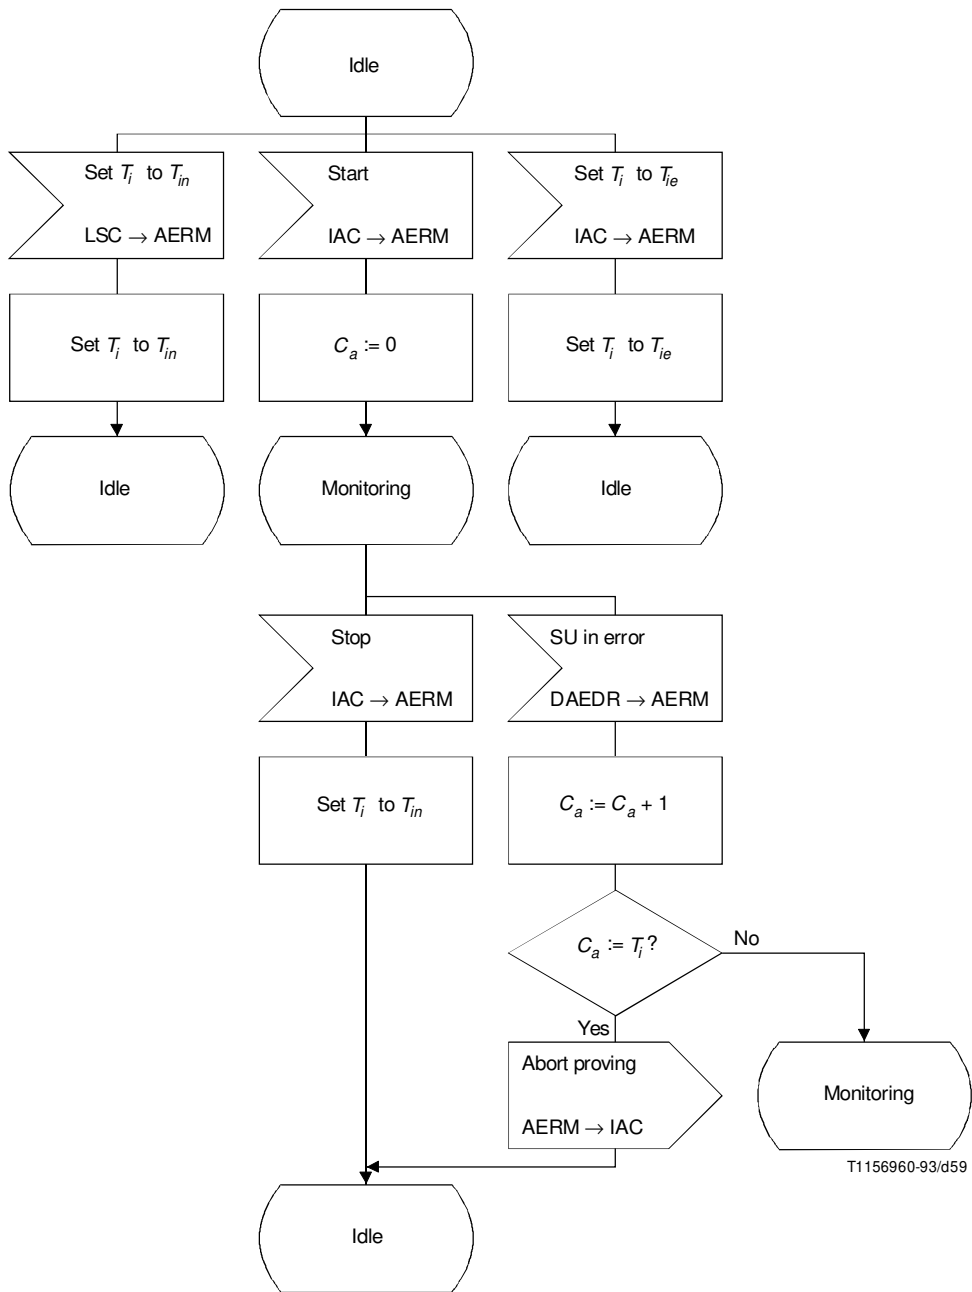 Idle
Set Ti to Tin
LSC → AERM
Start
IAC → AERM
Set Ti to Tie
IAC → AERM
Set Ti to Tin
Ca := 0
Set Ti to Tie
Idle
Monitoring
Idle
Stop
IAC → AERM
SU in error
DAEDR → AERM
Set Ti to Tin
Ca := Ca + 1
Ca := Ti ?
No
Yes
Abort proving
AERM → IAC
Monitoring
T1156960-93/d59
Idle